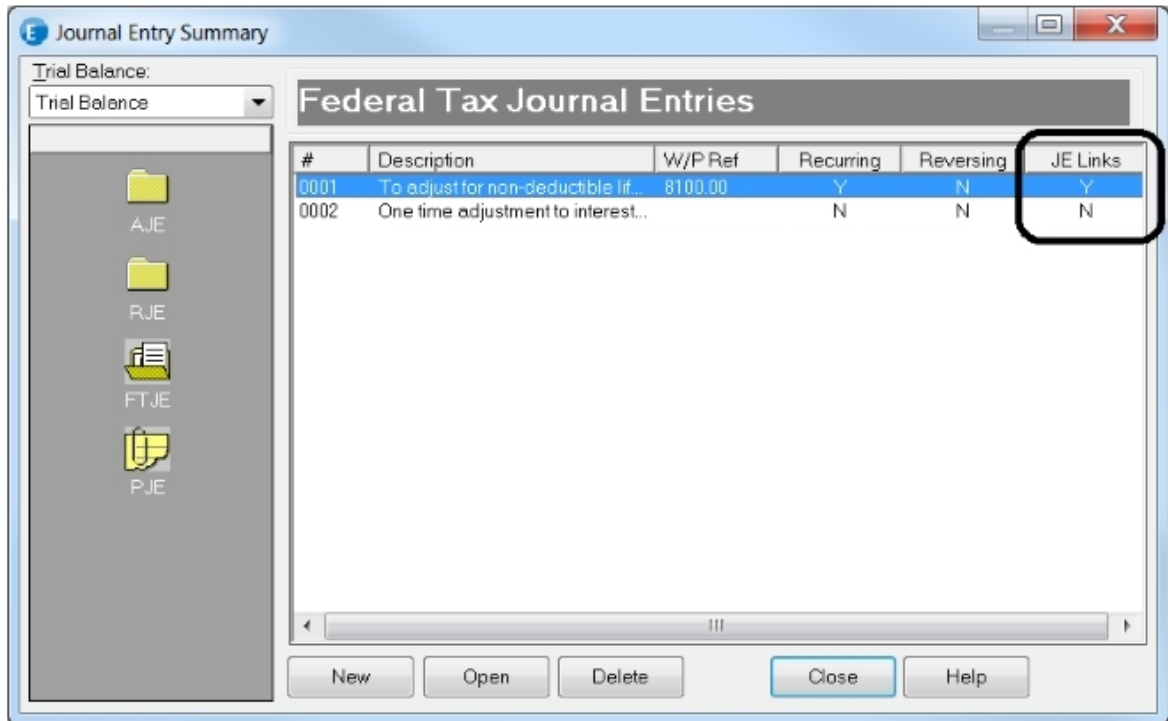 E Journal Entry Summary
Trial Balance:
Trial Balance
Federal Tax Journal Entries
# Description W/P Ref Recurring Reversing JE Links
0001 To adjust for non-deductible lif... 8100.00 Y N Y
0002 One time adjustment to interest... N N N
AJE
RJE
FTJE
PJE
New Open Delete Close Help